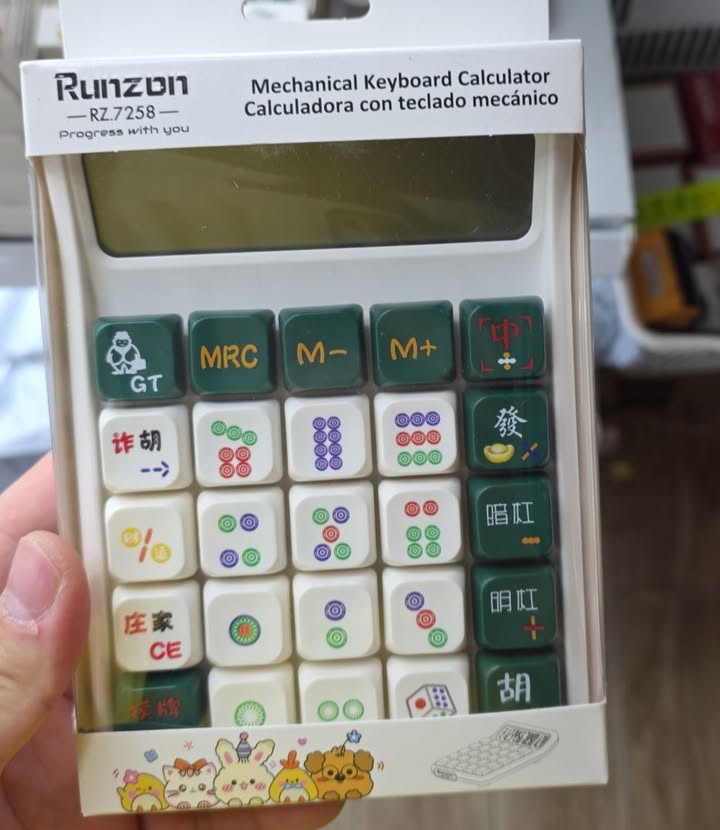 Runzon
RZ.7258
Progress with you
Mechanical Keyboard Calculator
Calculadora con teclado mecánico
GT
MRC
M-
M+
中
÷
诈胡
-->
發
×
%
暗杠
-
庄家
CE
明杠
+
胡